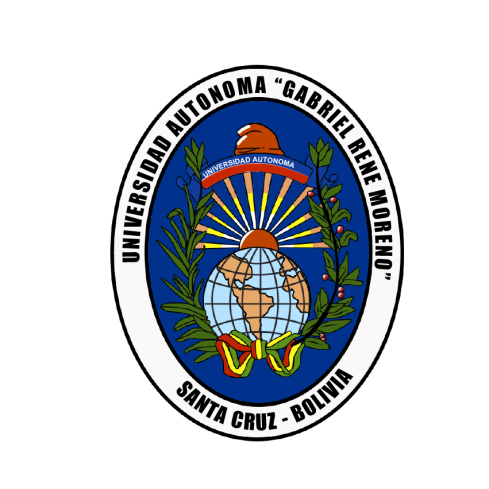 UNIVERSIDAD AUTONOMA “GABRIEL RENE MORENO”
UNIVERSIDAD AUTONOMA
SANTA CRUZ - BOLIVIA